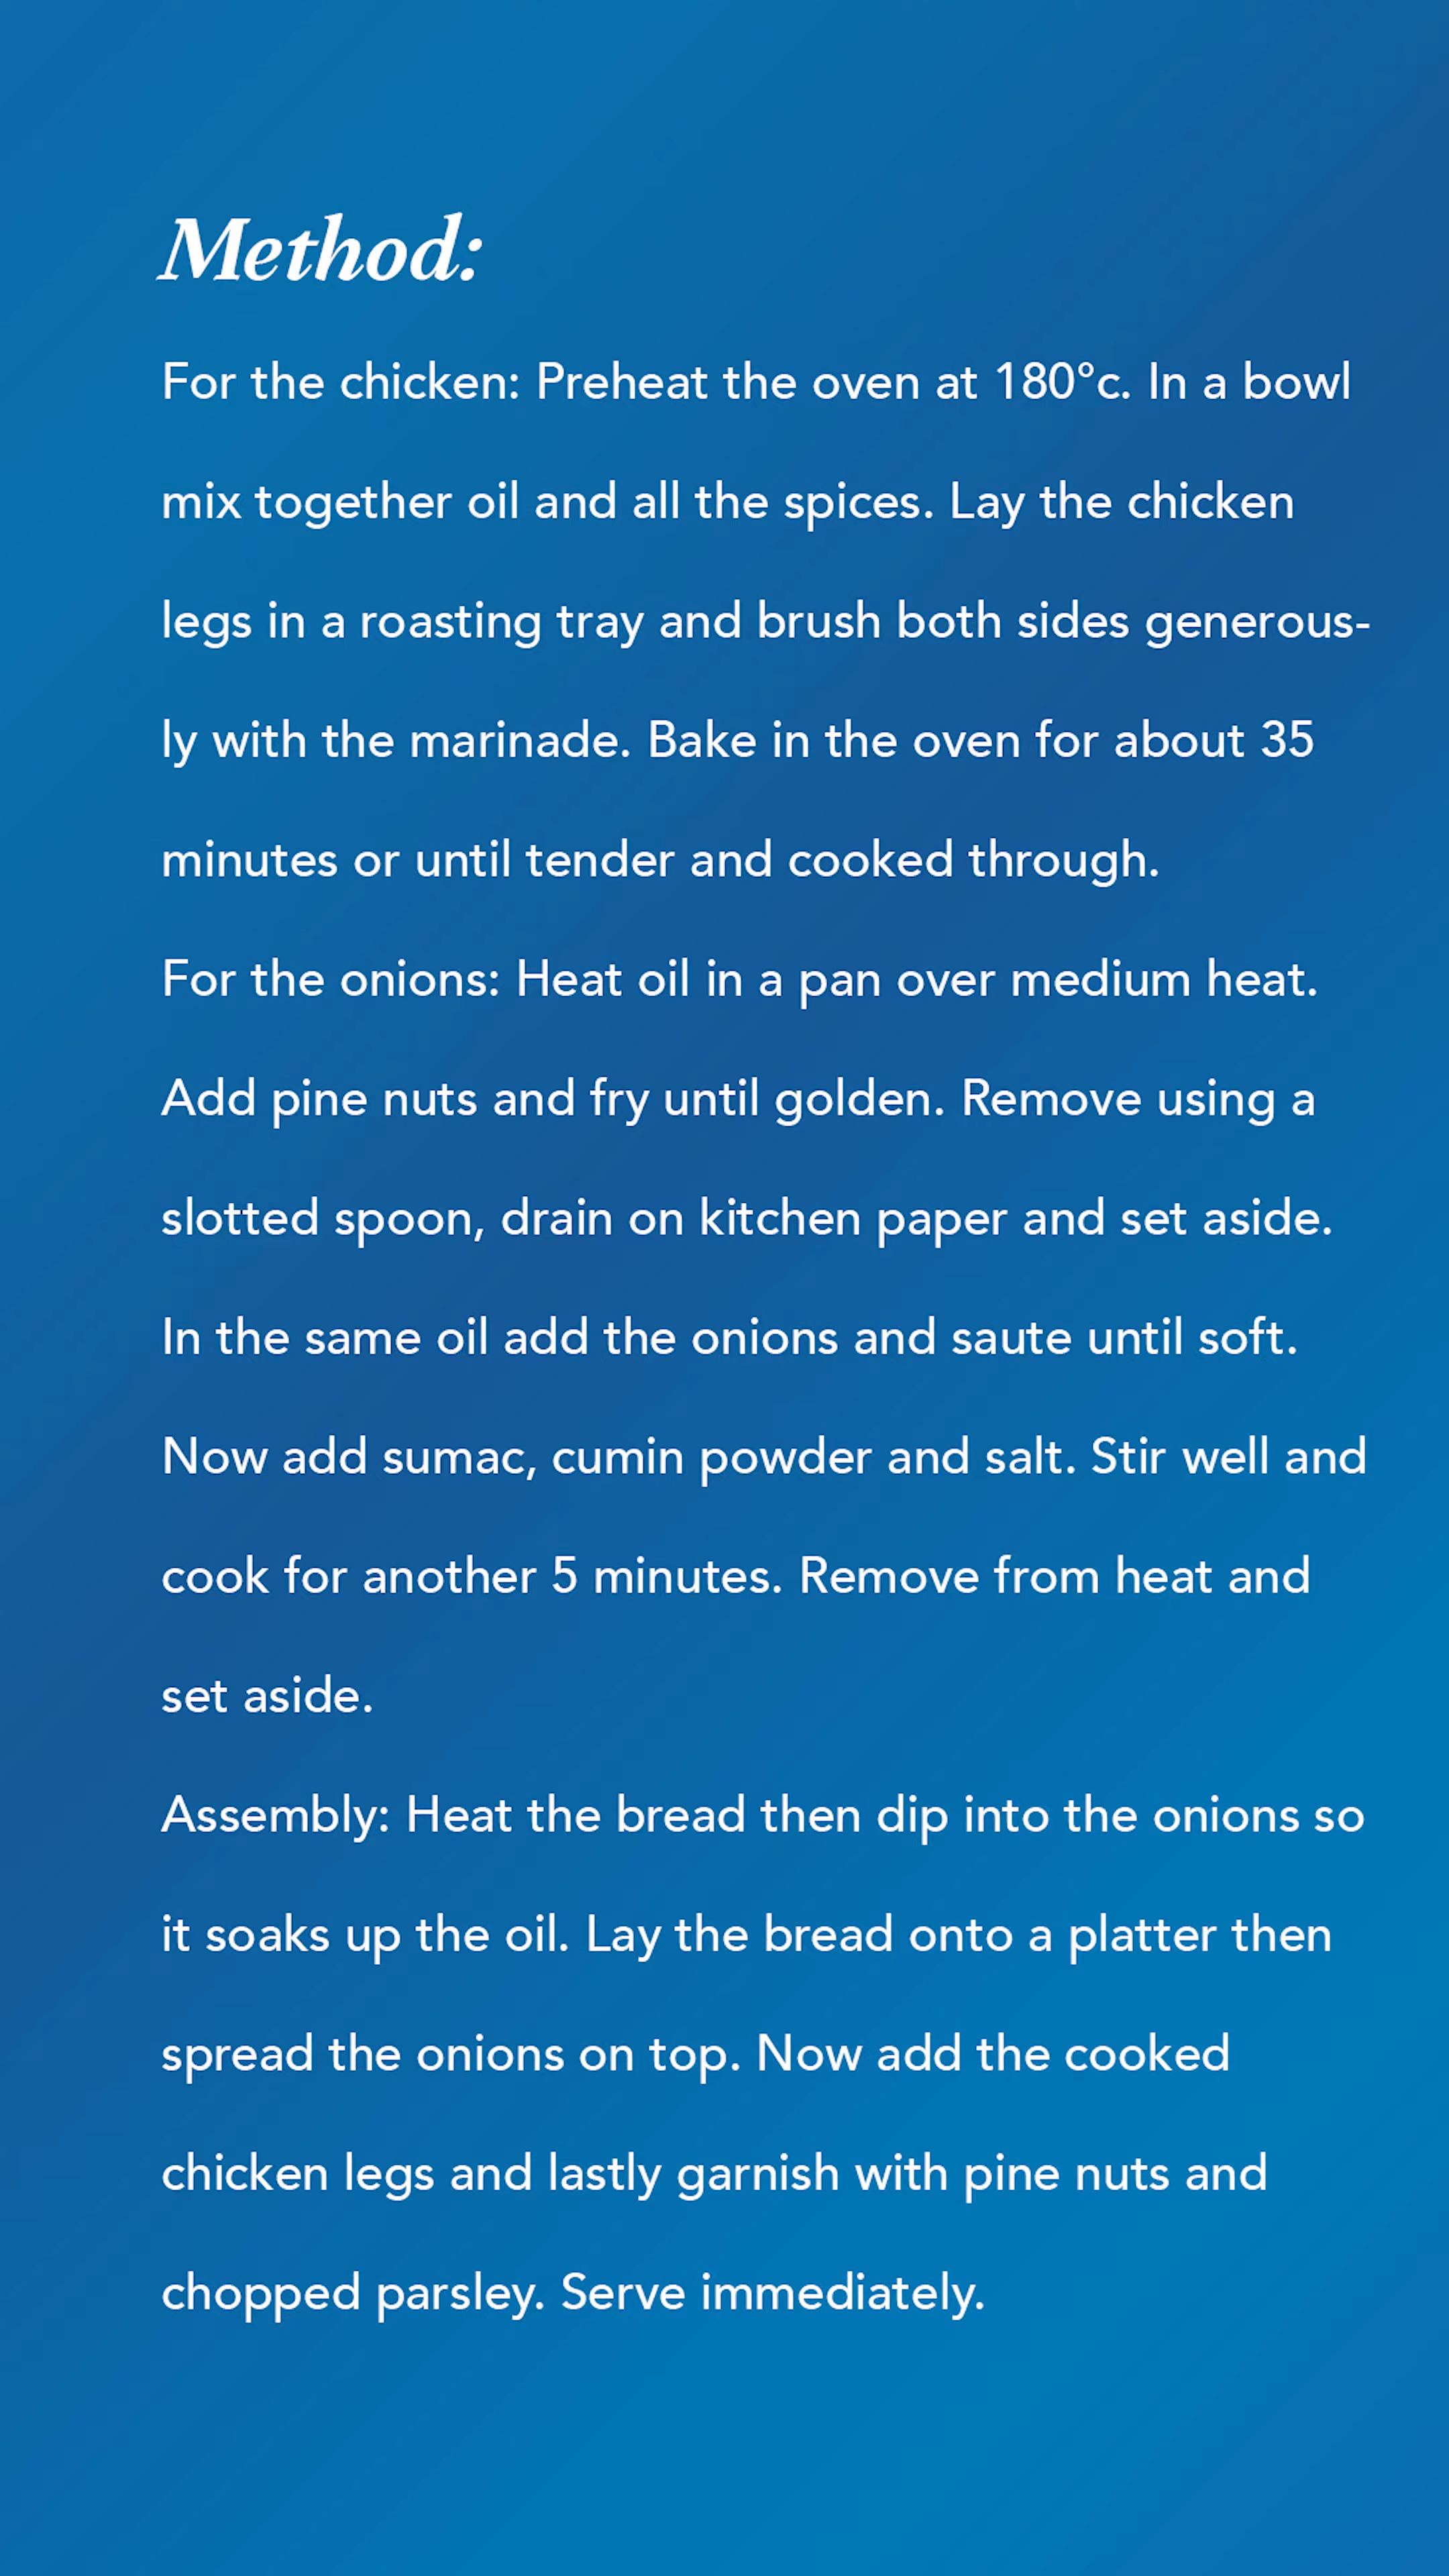 Method:
For the chicken: Preheat the oven at 180°c. In a bowl
mix together oil and all the spices. Lay the chicken
legs in a roasting tray and brush both sides generous-
ly with the marinade. Bake in the oven for about 35
minutes or until tender and cooked through.
For the onions: Heat oil in a pan over medium heat.
Add pine nuts and fry until golden. Remove using a
slotted spoon, drain on kitchen paper and set aside.
In the same oil add the onions and saute until soft.
Now add sumac, cumin powder and salt. Stir well and
cook for another 5 minutes. Remove from heat and
set aside.
Assembly: Heat the bread then dip into the onions so
it soaks up the oil. Lay the bread onto a platter then
spread the onions on top. Now add the cooked
chicken legs and lastly garnish with pine nuts and
chopped parsley. Serve immediately.